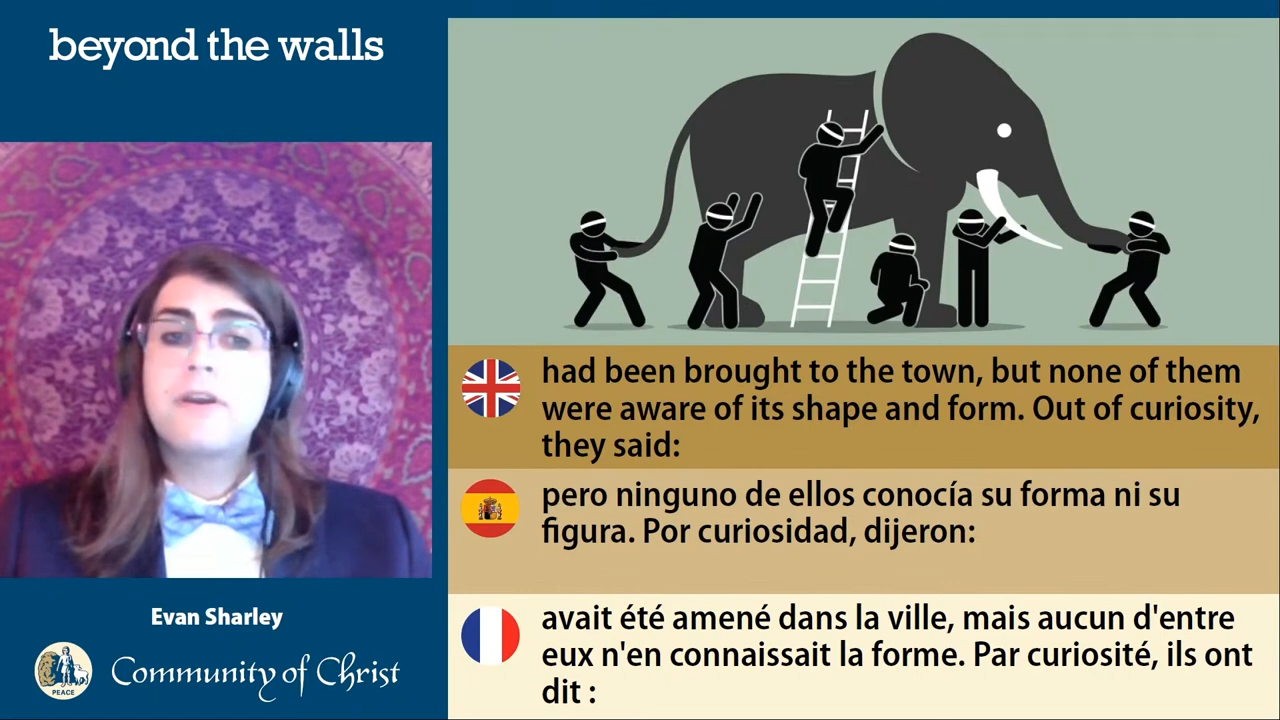 beyond the walls
Evan Sharley
PEACE
Community of Christ
had been brought to the town, but none of them
were aware of its shape and form. Out of curiosity,
they said:
pero ninguno de ellos conocía su forma ni su
figura. Por curiosidad, dijeron:
avait été amené dans la ville, mais aucun d'entre
eux n'en connaissait la forme. Par curiosité, ils ont
dit :